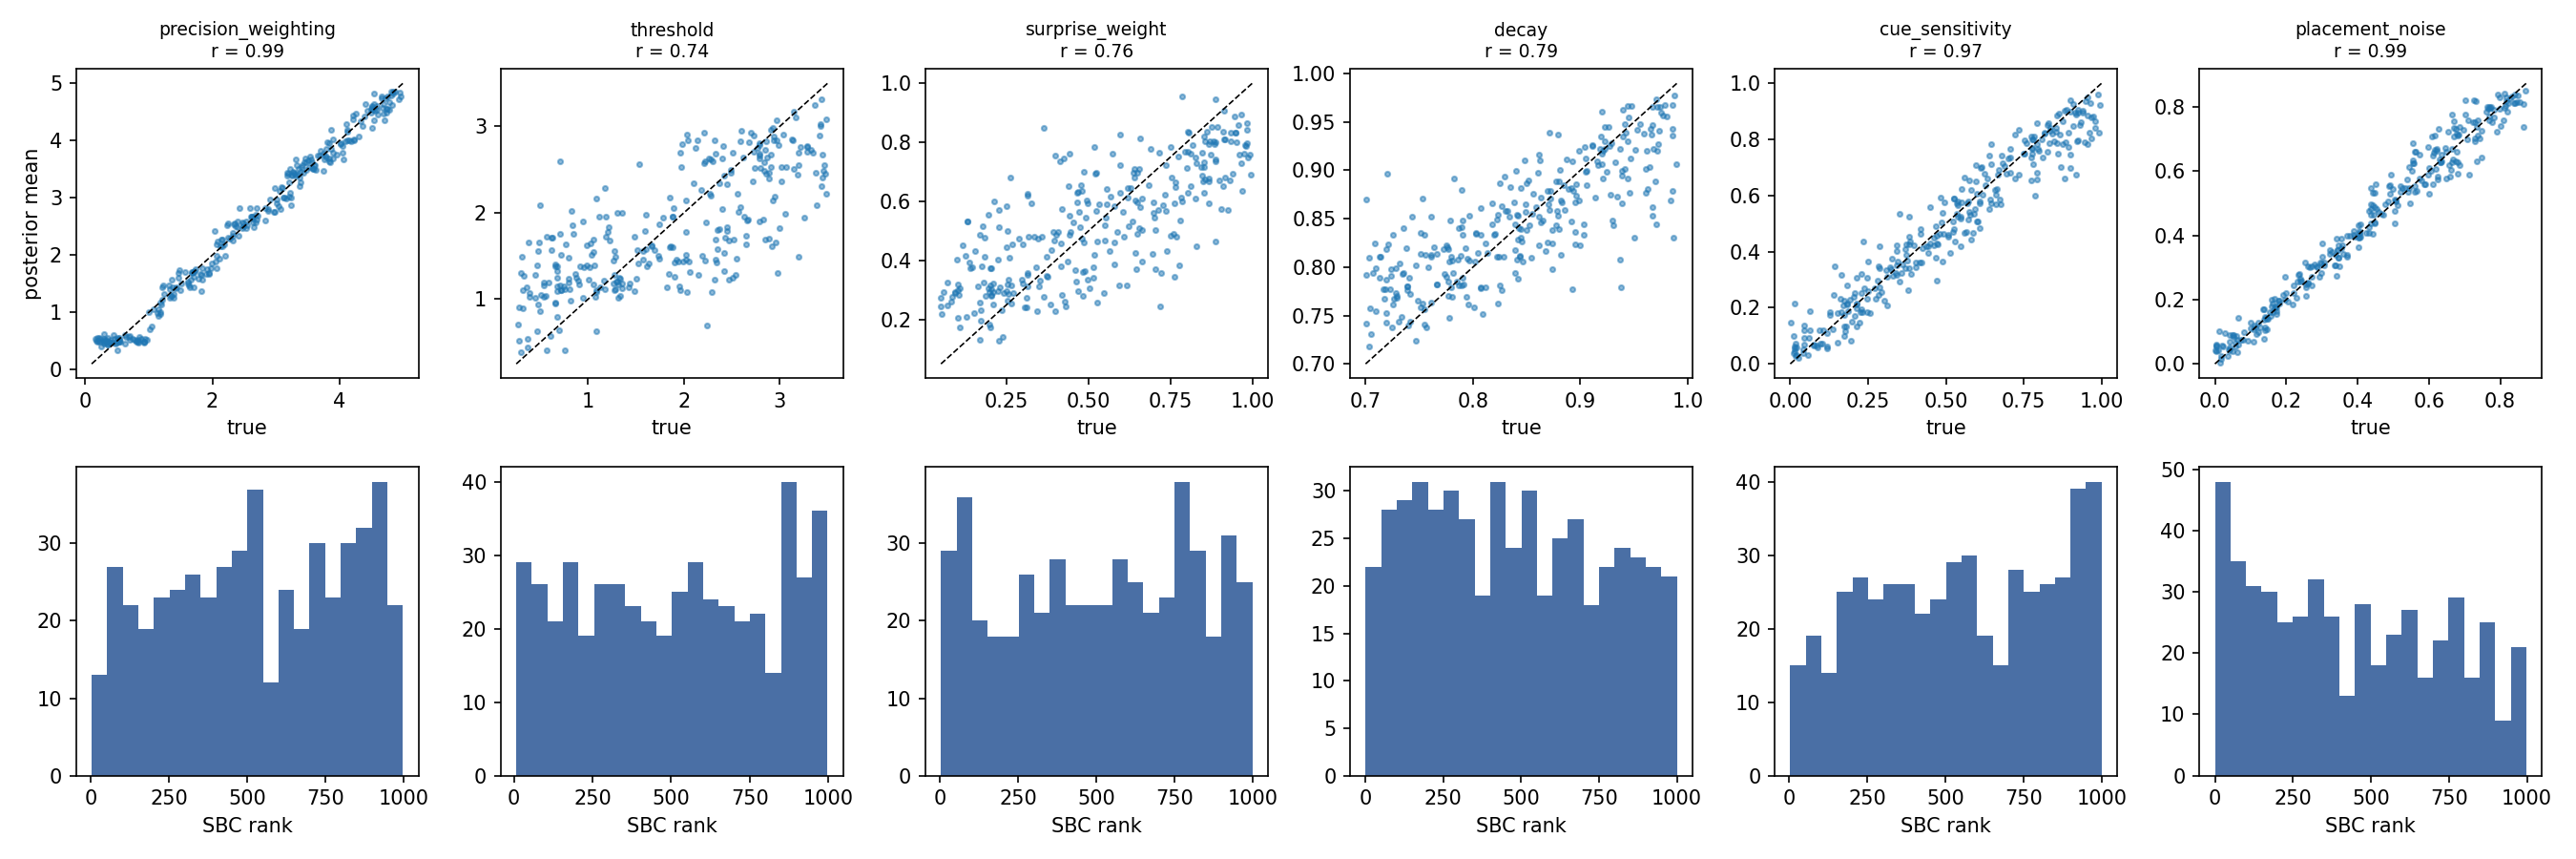 precision_weighting
r = 0.99
threshold
r = 0.74
surprise_weight
r = 0.76
decay
r = 0.79
cue_sensitivity
r = 0.97
placement_noise
r = 0.99
posterior mean
5
4
3
2
1
0
0 2 4
true
3
2
1
1 2 3
true
1.0
0.8
0.6
0.4
0.2
0.25 0.50 0.75 1.00
true
1.00
0.95
0.90
0.85
0.80
0.75
0.70
0.7 0.8 0.9 1.0
true
1.0
0.8
0.6
0.4
0.2
0.0
0.00 0.25 0.50 0.75 1.00
true
0.8
0.6
0.4
0.2
0.0
0.0 0.2 0.4 0.6 0.8
true
30
20
10
0
0 250 500 750 1000
SBC rank
40
30
20
10
0
0 250 500 750 1000
SBC rank
30
20
10
0
0 250 500 750 1000
SBC rank
30
25
20
15
10
5
0
0 250 500 750 1000
SBC rank
40
30
20
10
0
0 250 500 750 1000
SBC rank
50
40
30
20
10
0
0 250 500 750 1000
SBC rank